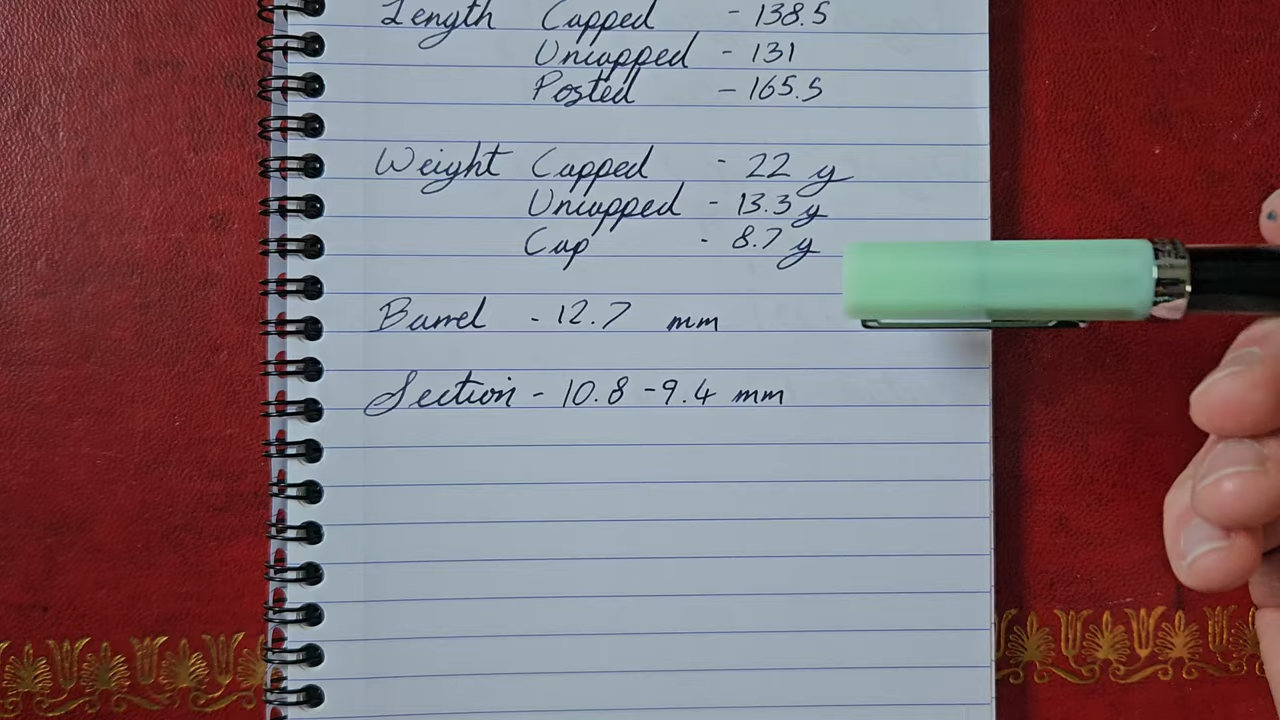 Length Capped - 138.5
Uncapped - 131
Posted - 165.5
Weight Capped - 22 g
Uncapped - 13.3 g
Cap - 8.7 g
Barrel - 12.7 mm
Section - 10.8 - 9.4 mm